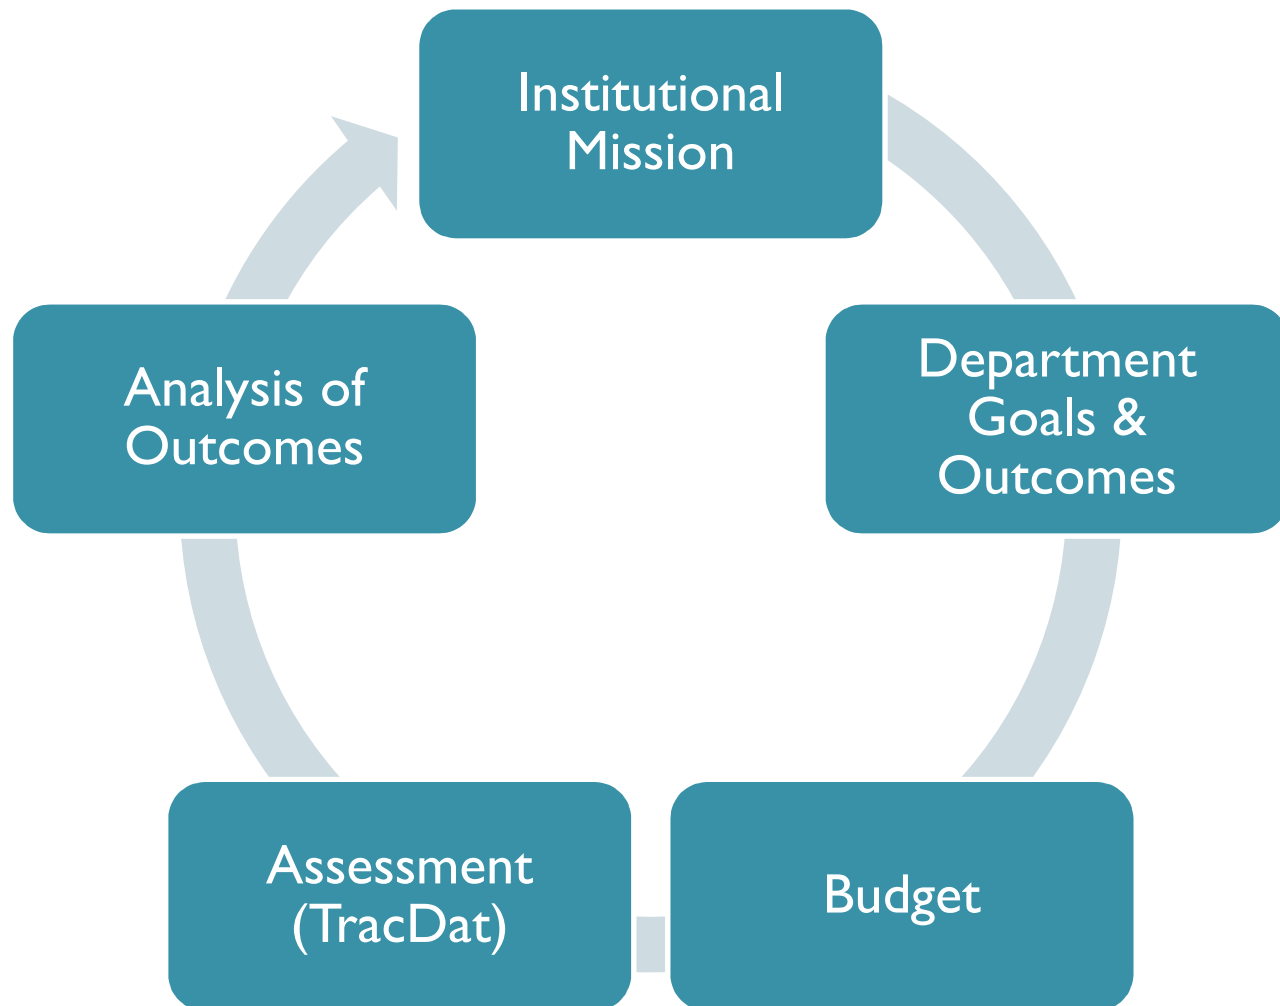 Institutional
Mission
Department
Goals &
Outcomes
Budget
Assessment
(TracDat)
Analysis of
Outcomes